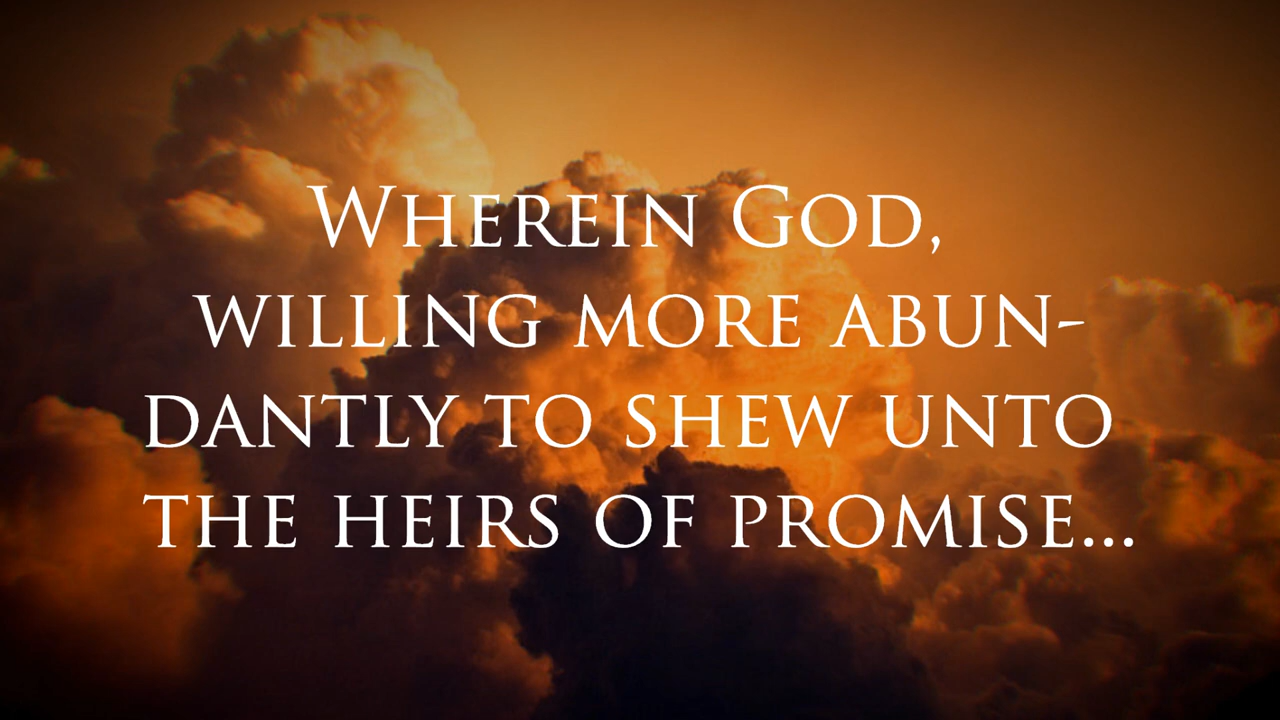 Wherein God,
willing more abun-
dantly to shew unto
the heirs of promise...